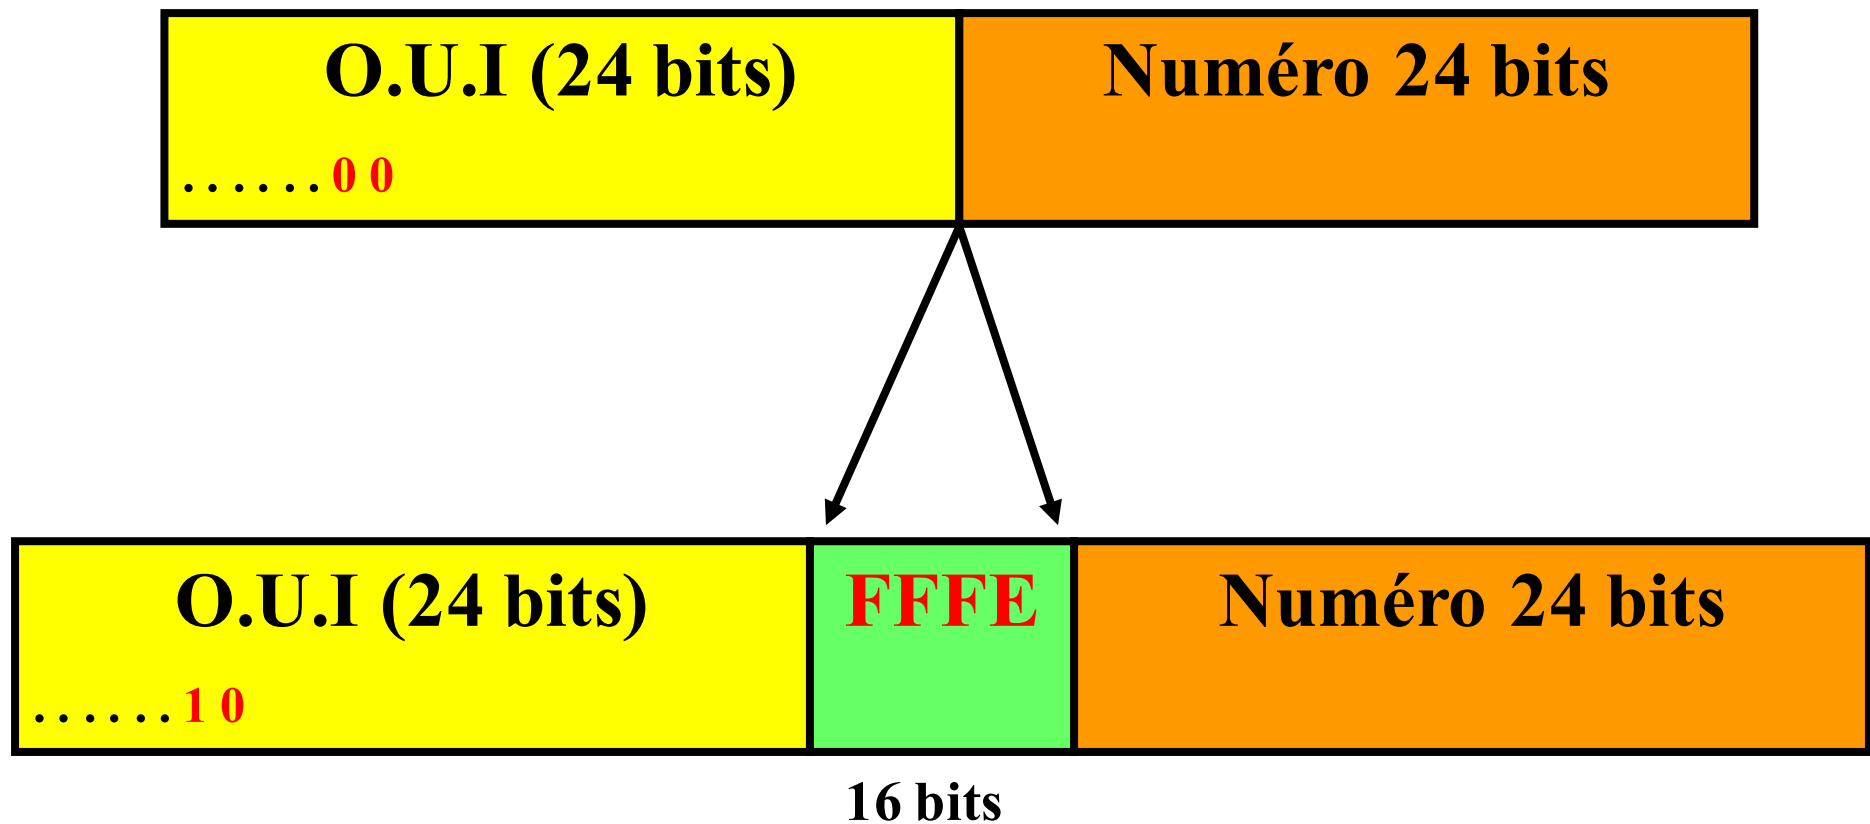 O.U.I (24 bits) Numéro 24 bits
. . . . . . 0 0
O.U.I (24 bits) FFFE Numéro 24 bits
. . . . . . 1 0
16 bits